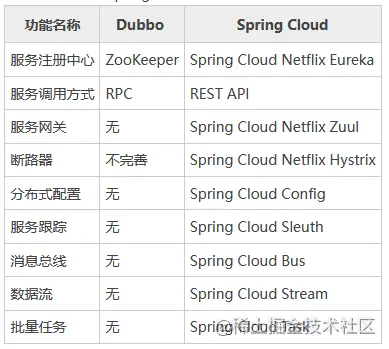 功能名称 Dubbo Spring Cloud
服务注册中心 ZooKeeper Spring Cloud Netflix Eureka
服务调用方式 RPC REST API
服务网关 无 Spring Cloud Netflix Zuul
断路器 不完善 Spring Cloud Netflix Hystrix
分布式配置 无 Spring Cloud Config
服务跟踪 无 Spring Cloud Sleuth
消息总线 无 Spring Cloud Bus
数据流 无 Spring Cloud Stream
批量任务 无 Spring Cloud Task
@稀土掘金技术社区